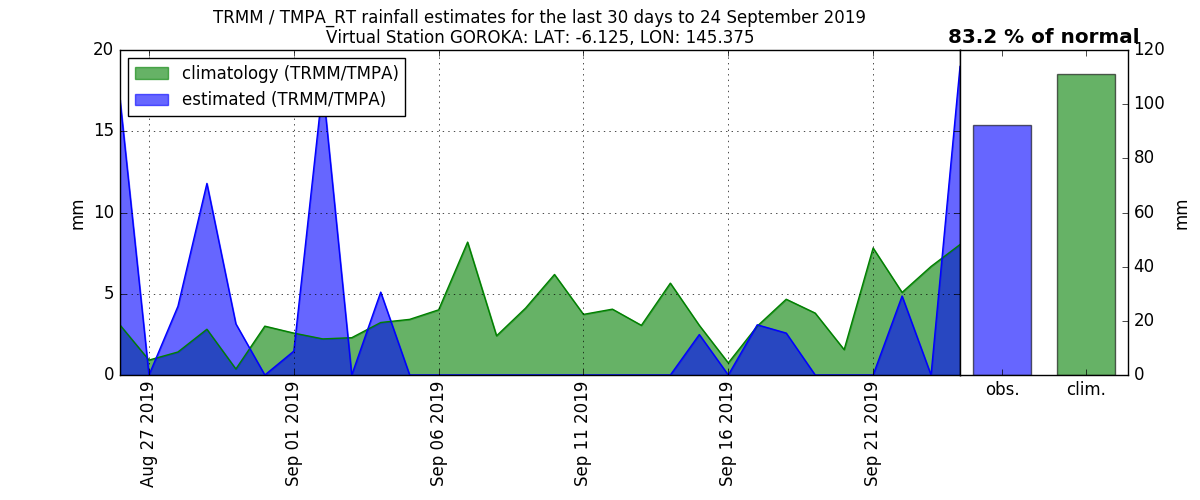 TRMM / TMPA_RT rainfall estimates for the last 30 days to 24 September 2019
Virtual Station GOROKA: LAT: -6.125, LON: 145.375
83.2 % of normal
climatology (TRMM/TMPA)
estimated (TRMM/TMPA)
20
15
10
5
0
mm
Aug 27 2019
Sep 01 2019
Sep 06 2019
Sep 11 2019
Sep 16 2019
Sep 21 2019
obs.
clim.
120
100
80
60
40
20
0
mm